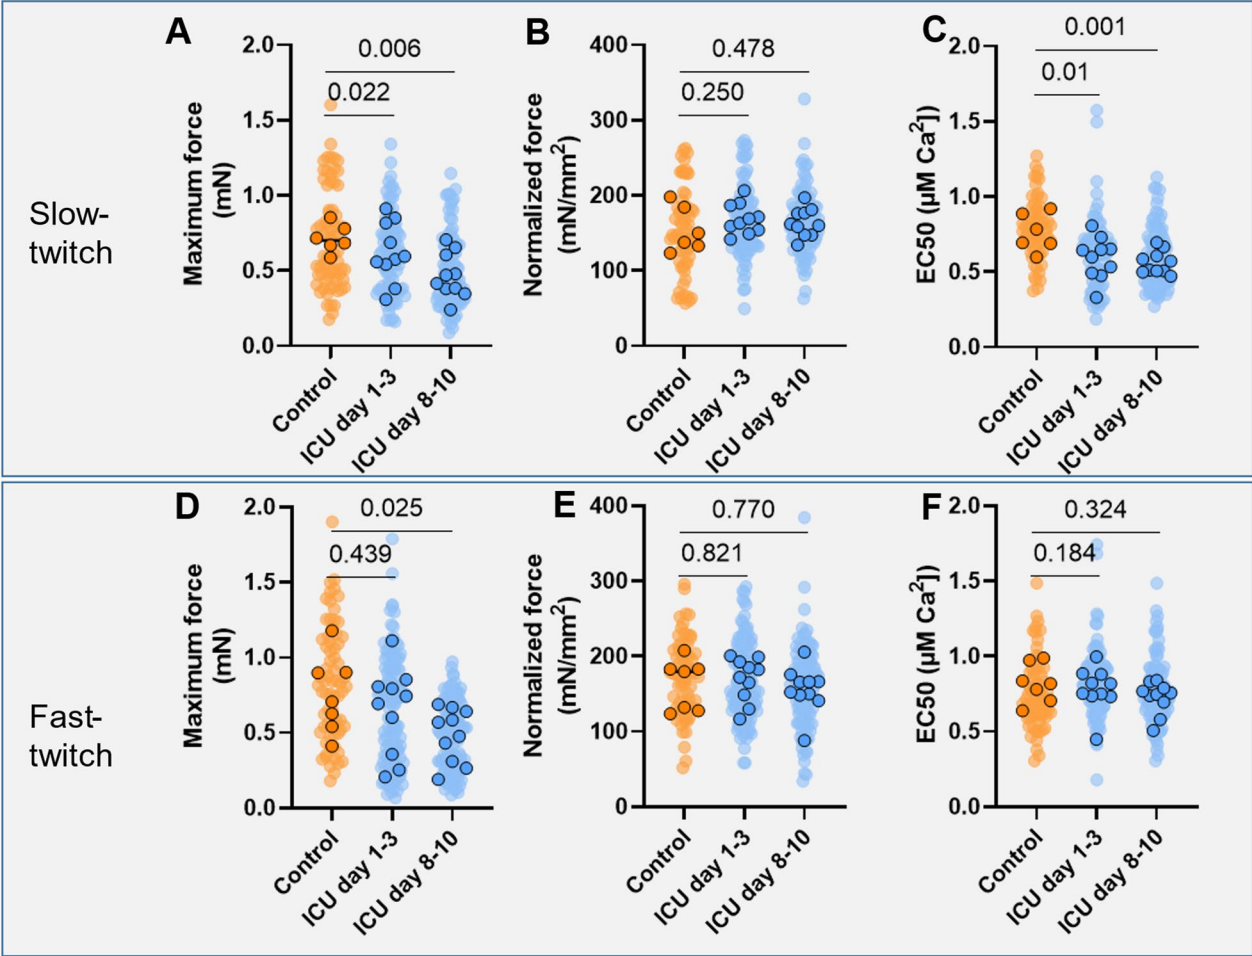 Slow-
twitch
A
Maximum force
(mN)
2.0
1.5
1.0
0.5
0.0
0.006
0.022
Control
ICU day 1-3
ICU day 8-10
B
Normalized force
(mN/mm²)
400
300
200
100
0
0.478
0.250
Control
ICU day 1-3
ICU day 8-10
C
EC50 (µM Ca²])
2.0
1.5
1.0
0.5
0.0
0.001
0.01
Control
ICU day 1-3
ICU day 8-10
Fast-
twitch
D
Maximum force
(mN)
2.0
1.5
1.0
0.5
0.0
0.025
0.439
Control
ICU day 1-3
ICU day 8-10
E
Normalized force
(mN/mm²)
400
300
200
100
0
0.770
0.821
Control
ICU day 1-3
ICU day 8-10
F
EC50 (µM Ca²])
2.0
1.5
1.0
0.5
0.0
0.324
0.184
Control
ICU day 1-3
ICU day 8-10